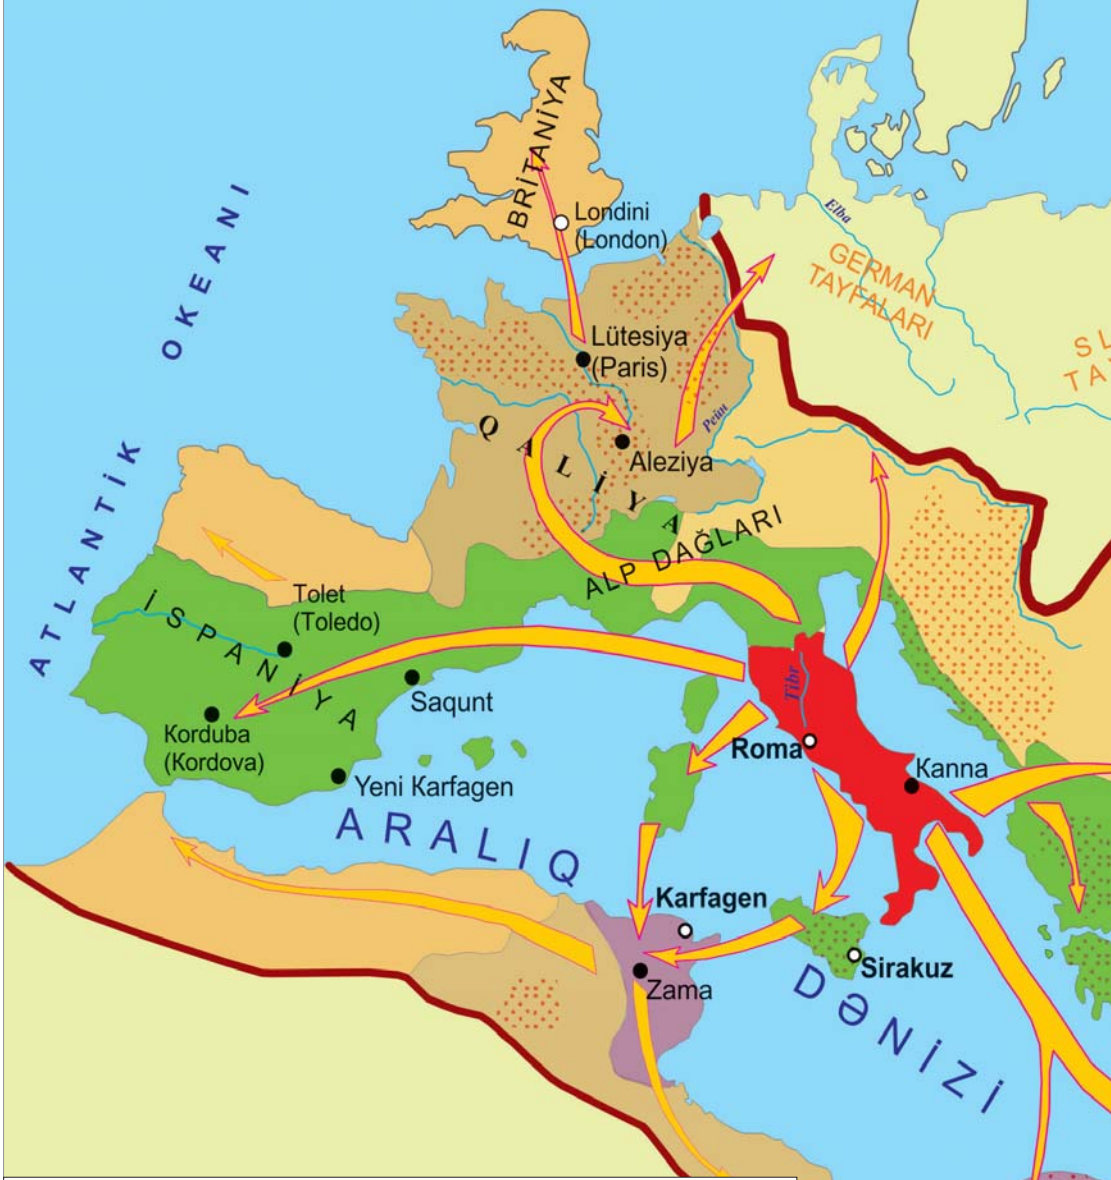 BRİTANİYA
Londini
(London)
Elba
GERMAN
TAYFALARI
ATLANTİK OKEANI
Lütesiya
(Paris)
QALİYA
Рейн
Aleziya
ALP DAĞLARI
Tolet
(Toledo)
İSPANİYA
Saqunt
Korduba
(Kordova)
Yeni Karfagen
Tibr
Roma
Kanna
ARALIQ
DƏNİZİ
Karfagen
Sirakuz
Zama